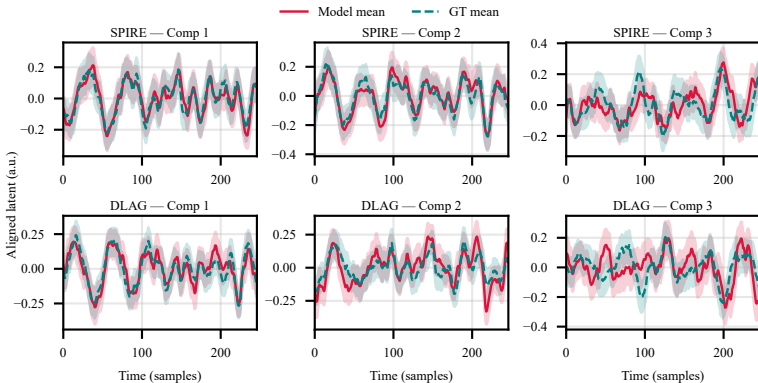 Model mean GT mean
SPIRE — Comp 1 SPIRE — Comp 2 SPIRE — Comp 3
0.2 0.0 −0.2
0 100 200
0.2 0.0 −0.2 −0.4
0 100 200
0.4 0.2 0.0 −0.2
0 100 200
Aligned latent (a.u.)
DLAG — Comp 1 DLAG — Comp 2 DLAG — Comp 3
0.25 0.00 −0.25
0 100 200
0.25 0.00 −0.25
0 100 200
0.2 0.0 −0.2 −0.4
0 100 200
Time (samples) Time (samples) Time (samples)